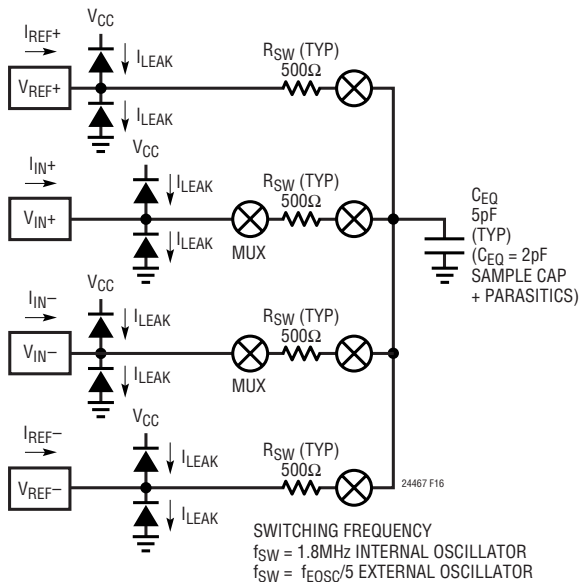 VCC
IREF+
ILEAK
RSW (TYP)
500Ω
VREF+
ILEAK
VCC
IIN+
ILEAK
RSW (TYP)
500Ω
VIN+
ILEAK
MUX
CEQ
5pF
(TYP)
(CEQ = 2pF
SAMPLE CAP
+ PARASITICS)
VCC
IIN−
ILEAK
RSW (TYP)
500Ω
VIN−
ILEAK
MUX
VCC
IREF−
ILEAK
RSW (TYP)
500Ω
VREF−
ILEAK
24467 F16
SWITCHING FREQUENCY
fSW = 1.8MHz INTERNAL OSCILLATOR
fSW = fEOSC/5 EXTERNAL OSCILLATOR